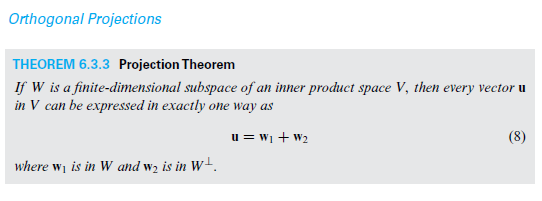 Orthogonal Projections
THEOREM 6.3.3 Projection Theorem
If W is a finite-dimensional subspace of an inner product space V, then every vector u
in V can be expressed in exactly one way as
u = w₁ + w₂ (8)
where w₁ is in W and w₂ is in W⊥.